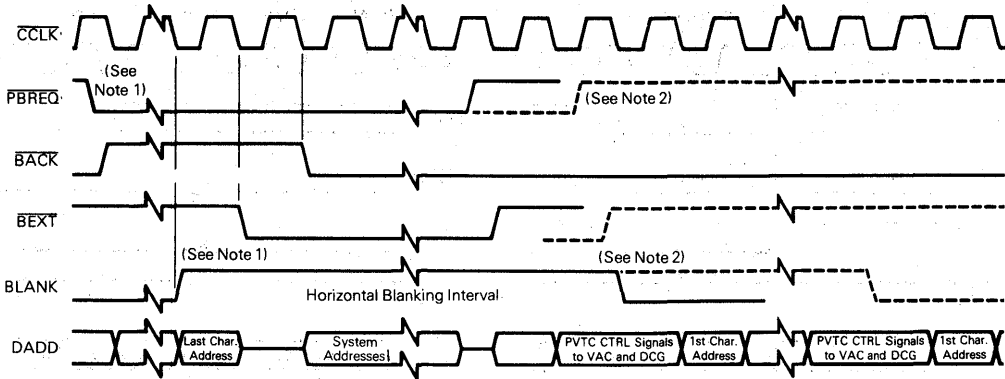 CCLK
(See
Note 1)
PBREQ
(See Note 2)
BACK
BEXT
(See Note 1)
(See Note 2)
BLANK
Horizontal Blanking Interval
DADD
Last Char.
Address
System
Addresses
PVTC CTRL Signals
to VAC and DCG
1st Char.
Address
PVTC CTRL Signals
to VAC and DCG
1st Char.
Address